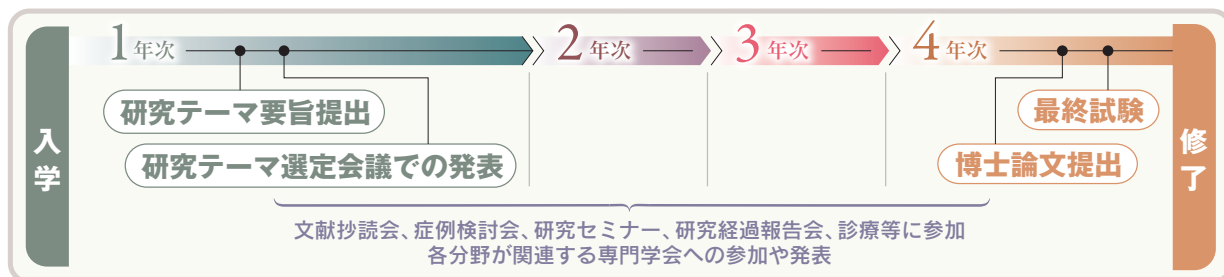 入学
1年次
2年次
3年次
4年次
研究テーマ要旨提出
研究テーマ選定会議での発表
最終試験
博士論文提出
修了
文献抄読会、症例検討会、研究セミナー、研究経過報告会、診療等に参加
各分野が関連する専門学会への参加や発表